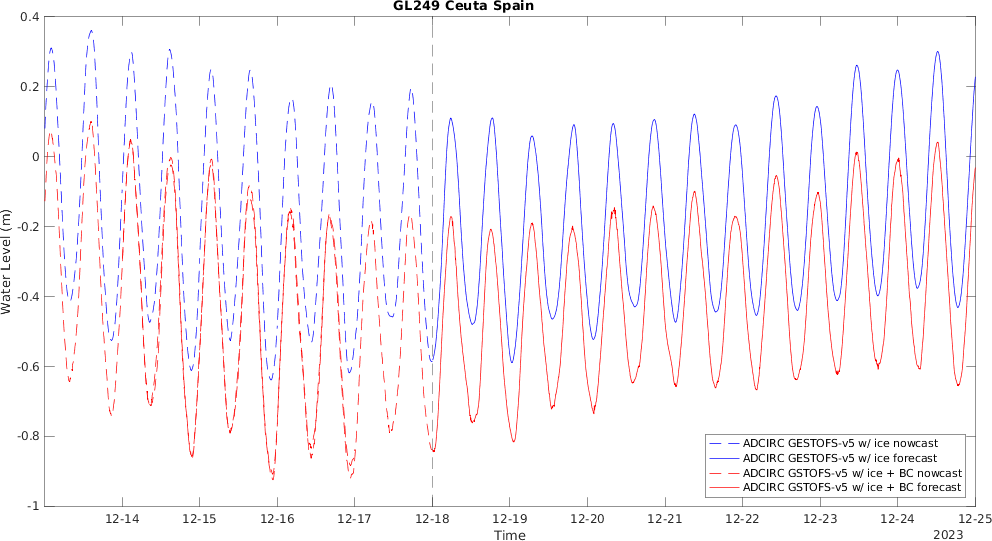 GL249 Ceuta Spain
0.4
0.2
0
-0.2
-0.4
-0.6
-0.8
-1
Water Level (m)
ADCIRC GESTOFS-v5 w/ ice nowcast
ADCIRC GESTOFS-v5 w/ ice forecast
ADCIRC GSTOFS-v5 w/ ice + BC nowcast
ADCIRC GSTOFS-v5 w/ ice + BC forecast
12-14 12-15 12-16 12-17 12-18 12-19 12-20 12-21 12-22 12-23 12-24 12-25
Time
2023